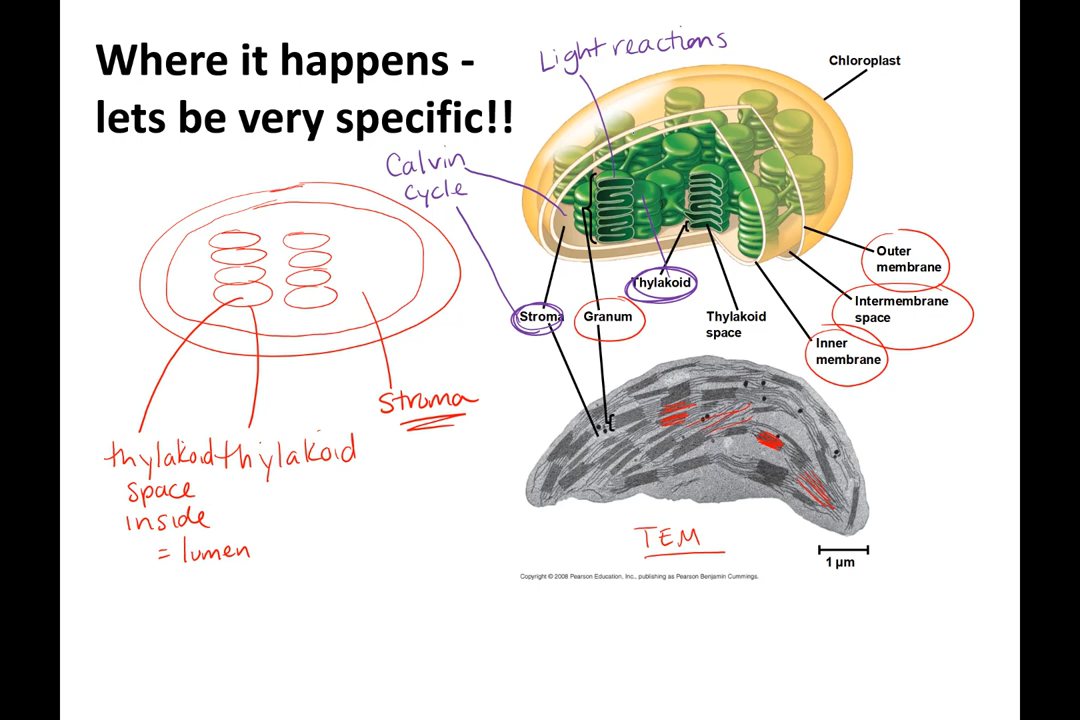 Where it happens -
lets be very specific!!
Light reactions
Calvin
Cycle
Chloroplast
Outer
membrane
Intermembrane
space
Inner
membrane
Thylakoid
Thylakoid
space
Stroma
Granum
stroma
thylakoid
space
inside
= lumen
thylakoid
TEM
1 µm
Copyright © 2008 Pearson Education, Inc., publishing as Pearson Benjamin Cummings.